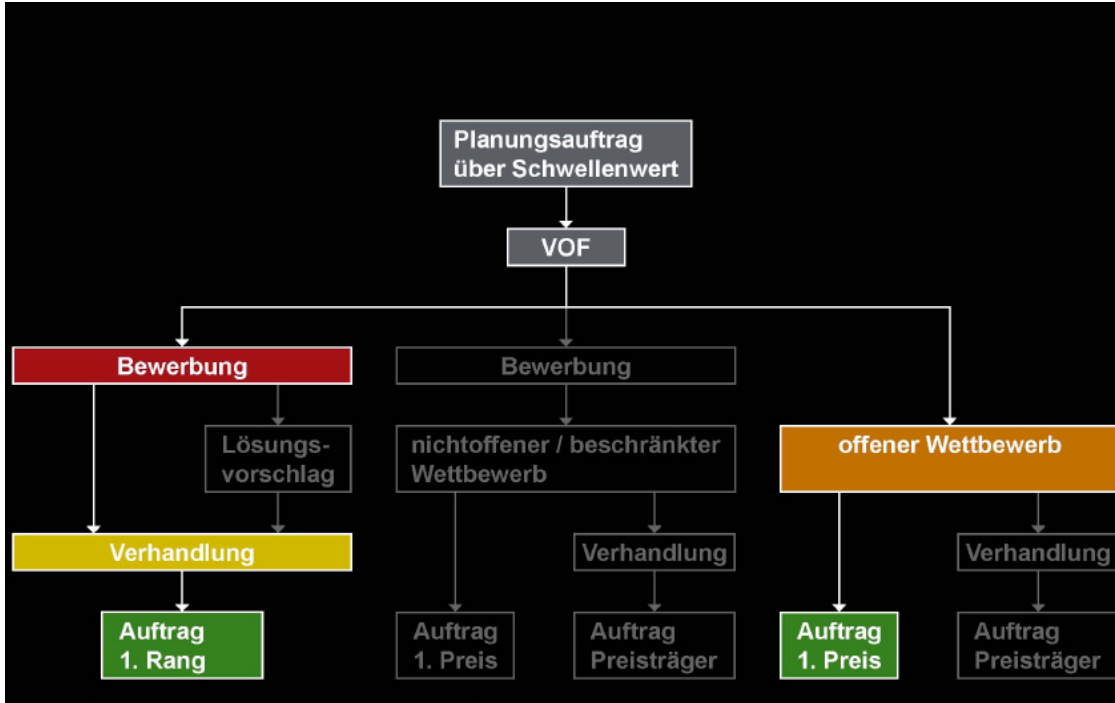 Planungsauftrag
über Schwellenwert
VOF
Bewerbung
Bewerbung
Lösungs-
vorschlag
nichtoffener / beschränkter
Wettbewerb
offener Wettbewerb
Verhandlung
Verhandlung
Verhandlung
Auftrag
1. Rang
Auftrag
1. Preis
Auftrag
Preisträger
Auftrag
1. Preis
Auftrag
Preisträger